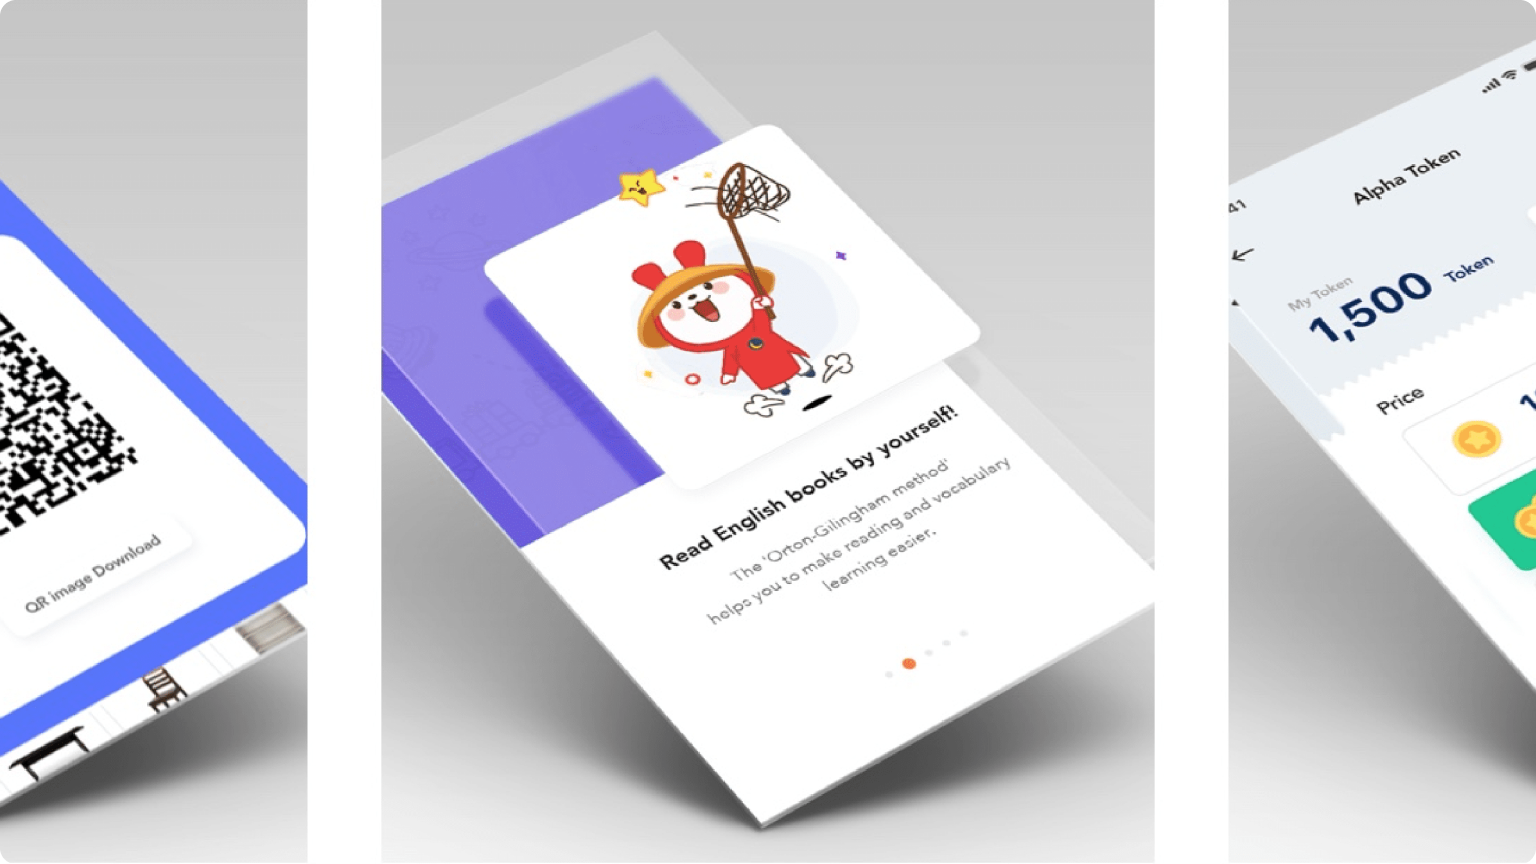 QR image Download
Read English books by yourself!
The 'Orton-Gilingham method'
helps you to make reading and vocabulary
learning easier.
41
Alpha Token
My Token
1,500 Token
Price